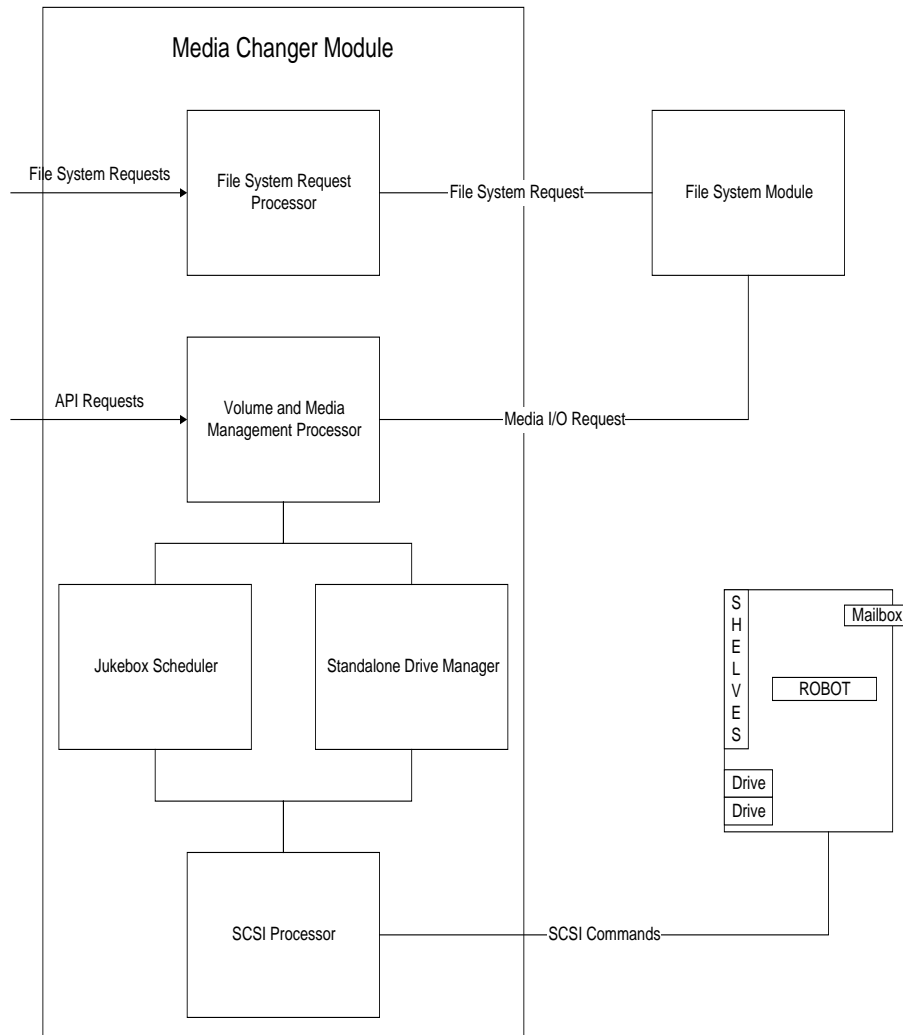 Media Changer Module
File System Requests
File System Request
Processor
File System Request
File System Module
API Requests
Volume and Media
Management Processor
Media I/O Request
Jukebox Scheduler
Standalone Drive Manager
S
H
E
L
V
E
S
Mailbox
ROBOT
Drive
Drive
SCSI Processor
SCSI Commands